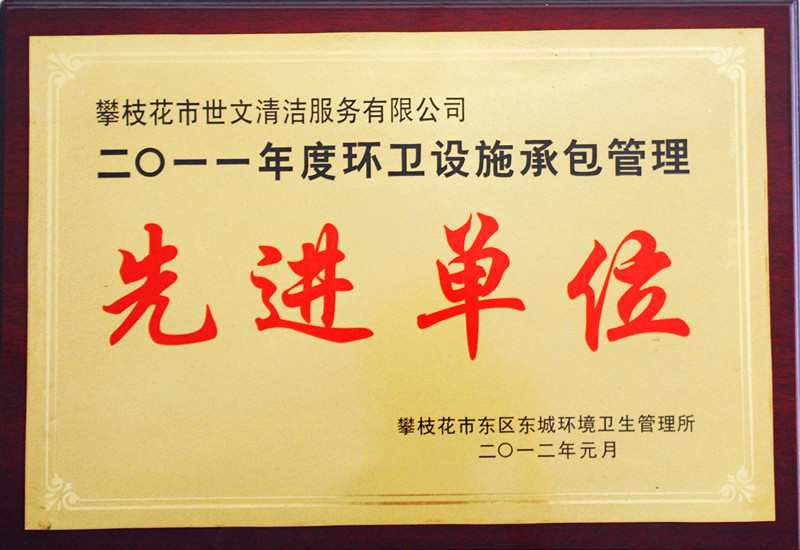 攀枝花市世文清洁服务有限公司
二〇一一年度环卫设施承包管理
先进单位
攀枝花市东区东城环境卫生管理所
二〇一二年元月